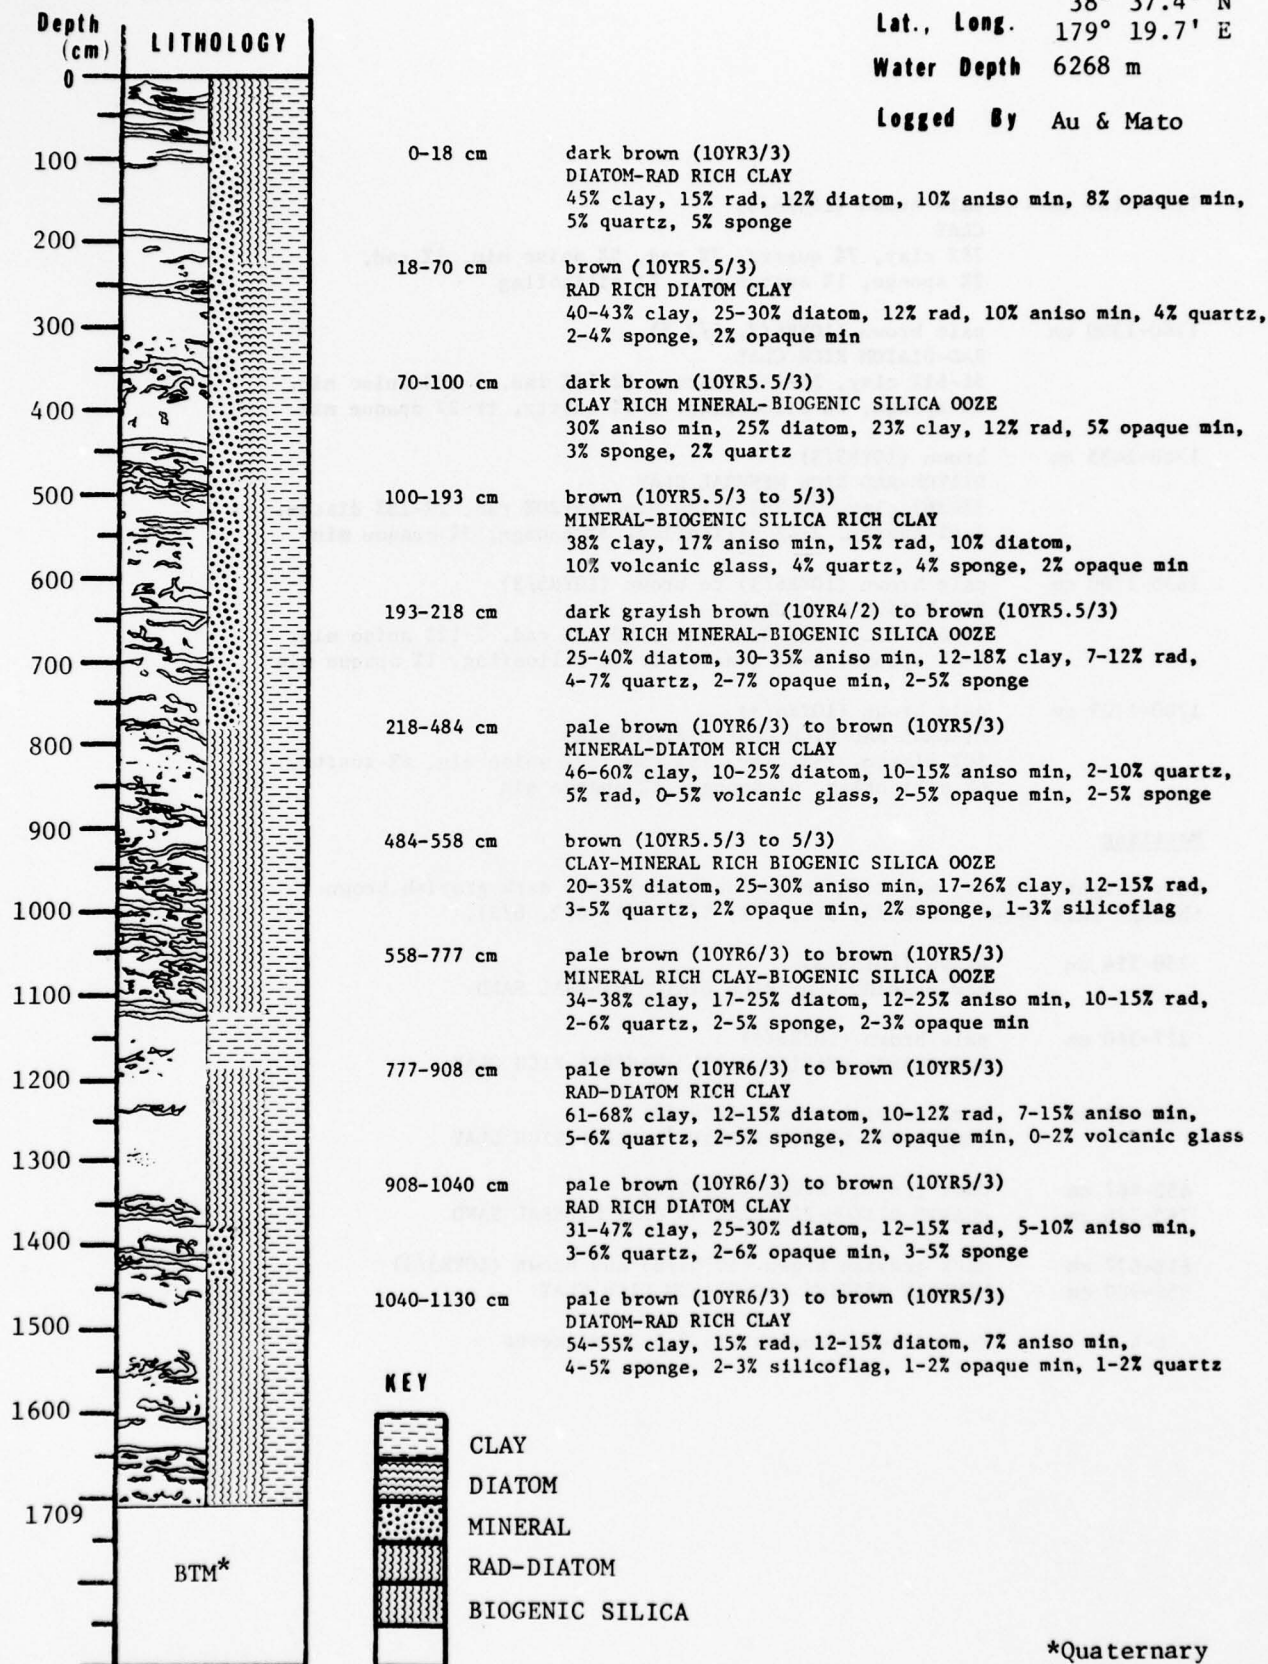 38° 37.4' N
Lat., Long. 179° 19.7' E
Water Depth 6268 m
Logged By Au & Mato
Depth
(cm)
LITHOLOGY
0
100
200
300
400
500
600
700
800
900
1000
1100
1200
1300
1400
1500
1600
1709
BTM*
0-18 cm dark brown (10YR3/3)
DIATOM-RAD RICH CLAY
45% clay, 15% rad, 12% diatom, 10% aniso min, 8% opaque min,
5% quartz, 5% sponge
18-70 cm brown (10YR5.5/3)
RAD RICH DIATOM CLAY
40-43% clay, 25-30% diatom, 12% rad, 10% aniso min, 4% quartz,
2-4% sponge, 2% opaque min
70-100 cm dark brown (10YR5.5/3)
CLAY RICH MINERAL-BIOGENIC SILICA OOZE
30% aniso min, 25% diatom, 23% clay, 12% rad, 5% opaque min,
3% sponge, 2% quartz
100-193 cm brown (10YR5.5/3 to 5/3)
MINERAL-BIOGENIC SILICA RICH CLAY
38% clay, 17% aniso min, 15% rad, 10% diatom,
10% volcanic glass, 4% quartz, 4% sponge, 2% opaque min
193-218 cm dark grayish brown (10YR4/2) to brown (10YR5.5/3)
CLAY RICH MINERAL-BIOGENIC SILICA OOZE
25-40% diatom, 30-35% aniso min, 12-18% clay, 7-12% rad,
4-7% quartz, 2-7% opaque min, 2-5% sponge
218-484 cm pale brown (10YR6/3) to brown (10YR5/3)
MINERAL-DIATOM RICH CLAY
46-60% clay, 10-25% diatom, 10-15% aniso min, 2-10% quartz,
5% rad, 0-5% volcanic glass, 2-5% opaque min, 2-5% sponge
484-558 cm brown (10YR5.5/3 to 5/3)
CLAY-MINERAL RICH BIOGENIC SILICA OOZE
20-35% diatom, 25-30% aniso min, 17-26% clay, 12-15% rad,
3-5% quartz, 2% opaque min, 2% sponge, 1-3% silicoflag
558-777 cm pale brown (10YR6/3) to brown (10YR5/3)
MINERAL RICH CLAY-BIOGENIC SILICA OOZE
34-38% clay, 17-25% diatom, 12-25% aniso min, 10-15% rad,
2-6% quartz, 2-5% sponge, 2-3% opaque min
777-908 cm pale brown (10YR6/3) to brown (10YR5/3)
RAD-DIATOM RICH CLAY
61-68% clay, 12-15% diatom, 10-12% rad, 7-15% aniso min,
5-6% quartz, 2-5% sponge, 2% opaque min, 0-2% volcanic glass
908-1040 cm pale brown (10YR6/3) to brown (10YR5/3)
RAD RICH DIATOM CLAY
31-47% clay, 25-30% diatom, 12-15% rad, 5-10% aniso min,
3-6% quartz, 2-6% opaque min, 3-5% sponge
1040-1130 cm pale brown (10YR6/3) to brown (10YR5/3)
DIATOM-RAD RICH CLAY
54-55% clay, 15% rad, 12-15% diatom, 7% aniso min,
4-5% sponge, 2-3% silicoflag, 1-2% opaque min, 1-2% quartz
KEY
CLAY
DIATOM
MINERAL
RAD-DIATOM
BIOGENIC SILICA
*Quaternary